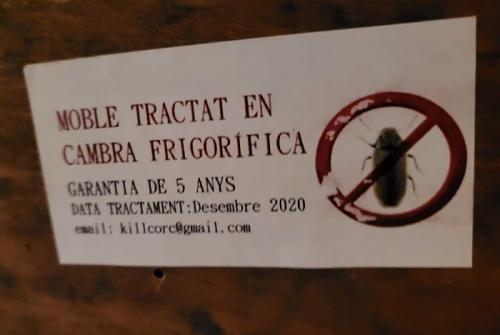 MOBLE TRACTAT EN
CAMBRA FRIGORÍFICA
GARANTIA DE 5 ANYS
DATA TRACTAMENT:Desembre 2020
email: killcorc@gmail.com